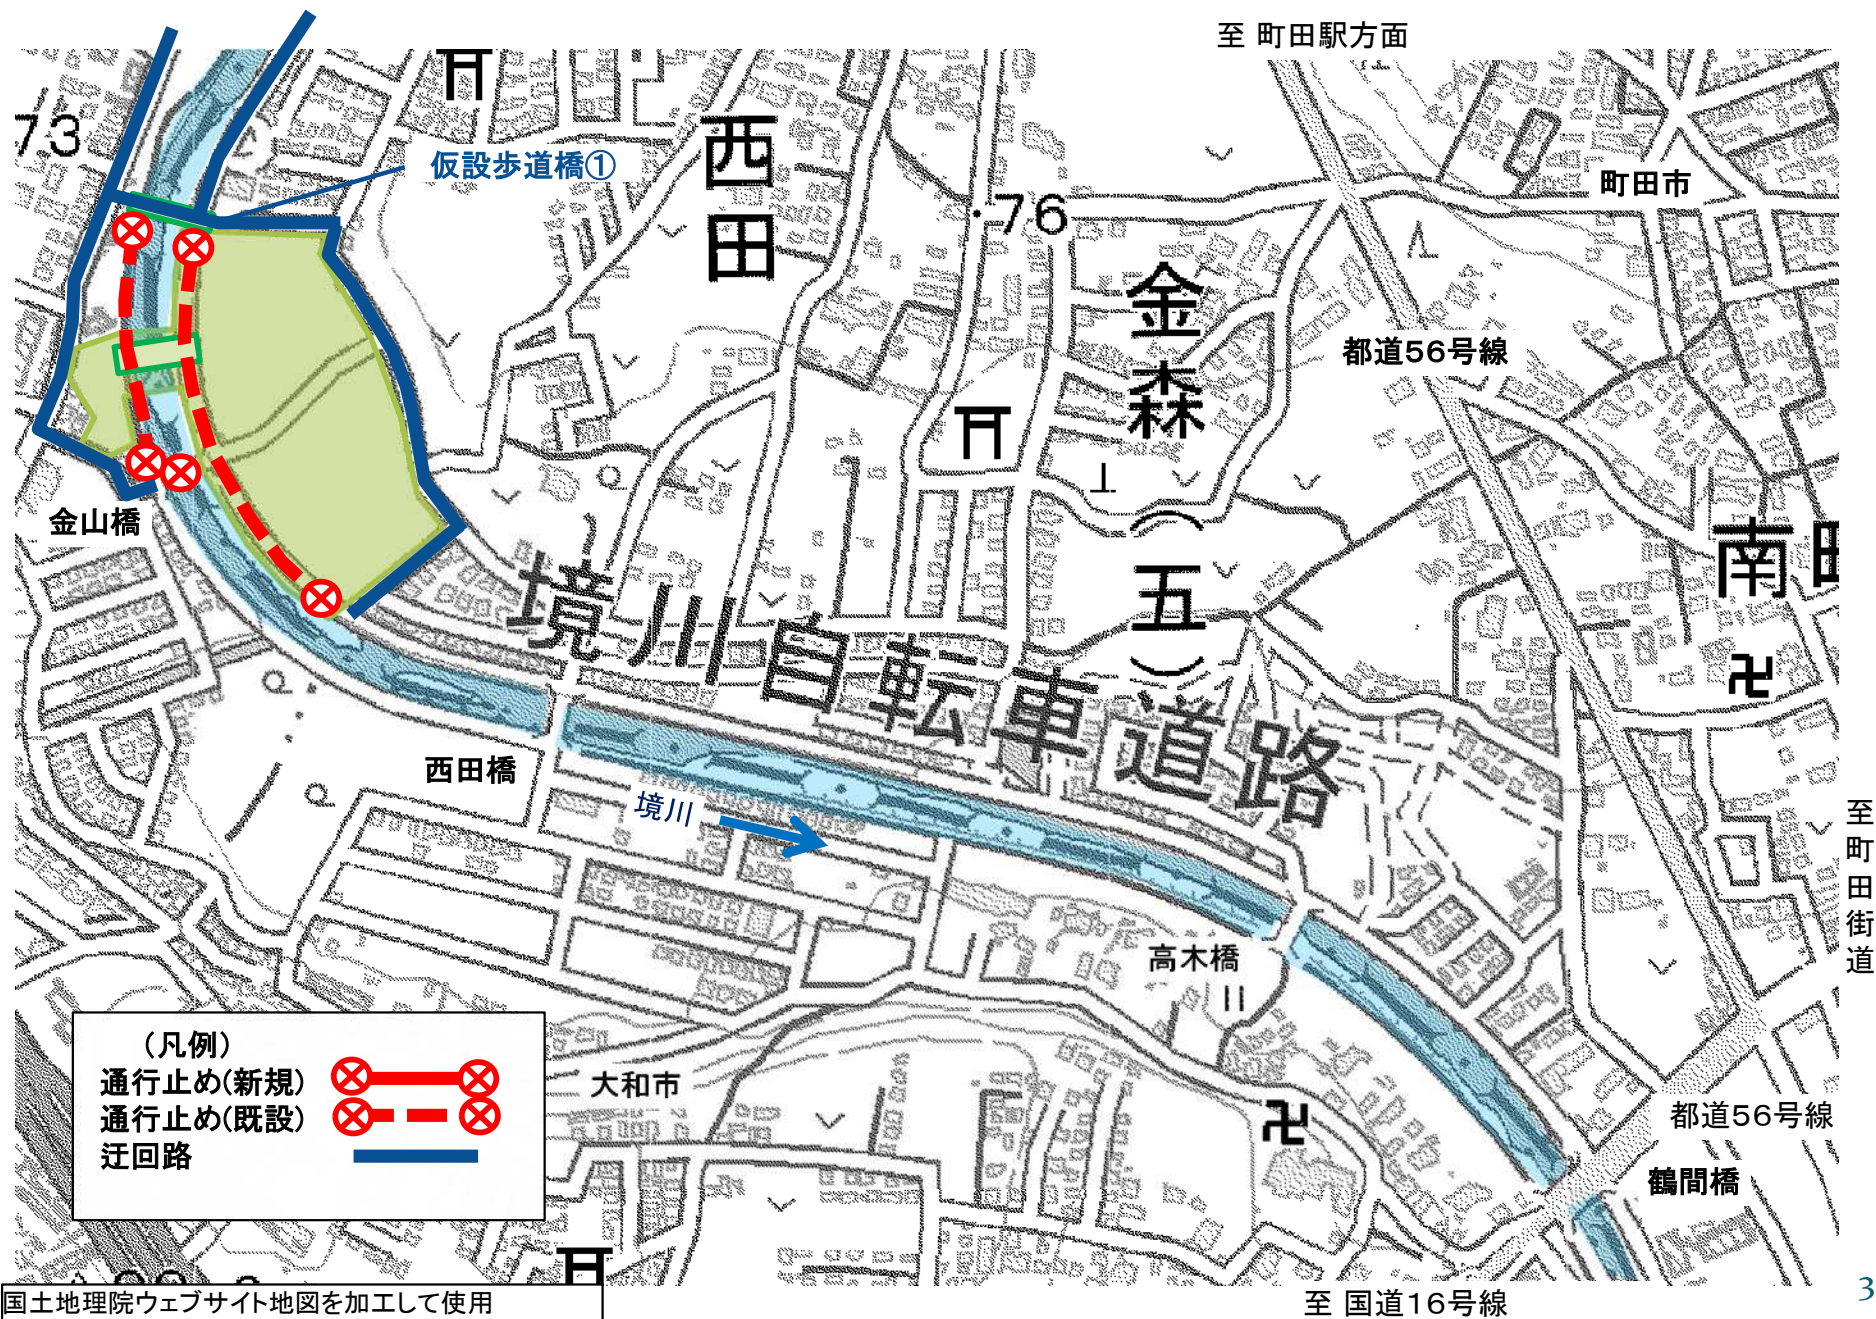 至 町田駅方面
73
仮設歩道橋①
西田
・76
町田市
金森(五)
都道56号線
南
金山橋
境川自転車道路
西田橋
境川
至町田街道
高木橋
(凡例)
通行止め(新規)
通行止め(既設)
迂回路
大和市
都道56号線
鶴間橋
国土地理院ウェブサイト地図を加工して使用
至 国道16号線
3